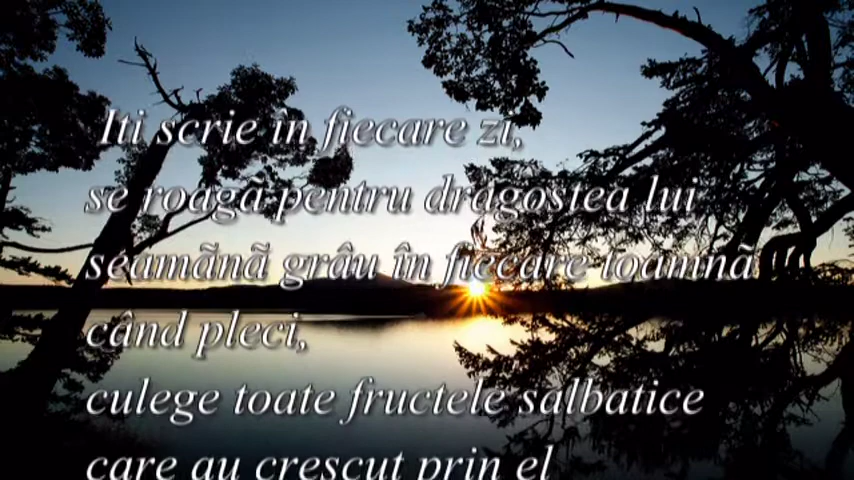 Iti scrie în fiecare zi,
se roagã pentru dragostea lui
seamãnã grâu în fiecare toamnã
când pleci,
culege toate fructele salbatice
care au crescut prin el